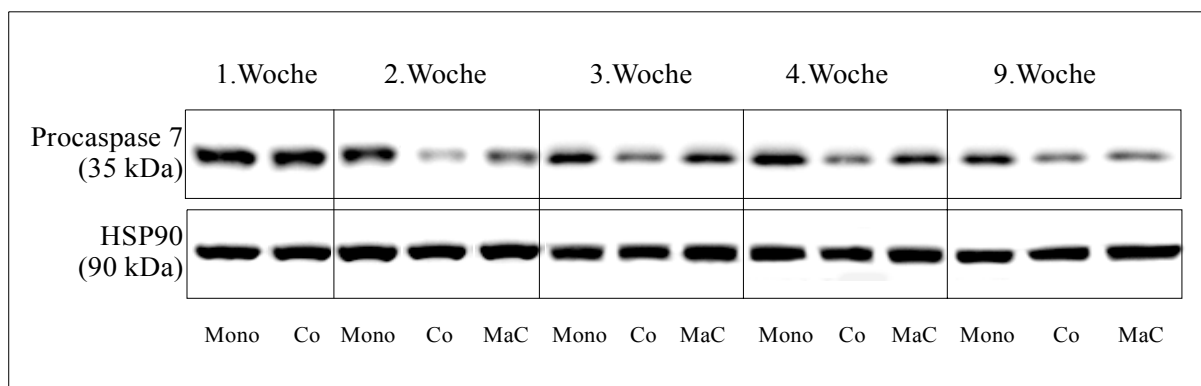 1.Woche 2.Woche 3.Woche 4.Woche 9.Woche
Procaspase 7
(35 kDa)
HSP90
(90 kDa)
Mono Co Mono Co MaC Mono Co MaC Mono Co MaC Mono Co MaC